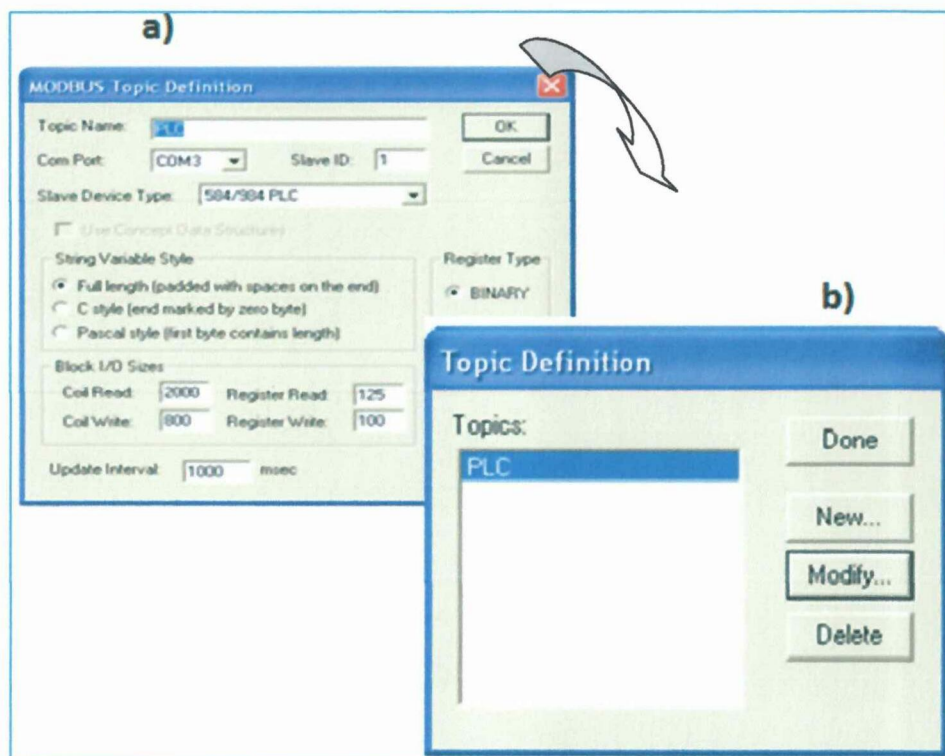 a)
MODBUS Topic Definition
Topic Name: PLC
OK
Com Port: COM3 Slave ID: 1
Cancel
Slave Device Type: 584/984 PLC
Use Concept Data Structures
String Variable Style
Full length (padded with spaces on the end)
C style (end marked by zero byte)
Pascal style (first byte contains length)
Register Type
BINARY
Block I/O Sizes
Coil Read: 2000 Register Read: 125
Coil Write: 800 Register Write: 100
Update Interval: 1000 msec
b)
Topic Definition
Topics:
PLC
Done
New...
Modify...
Delete